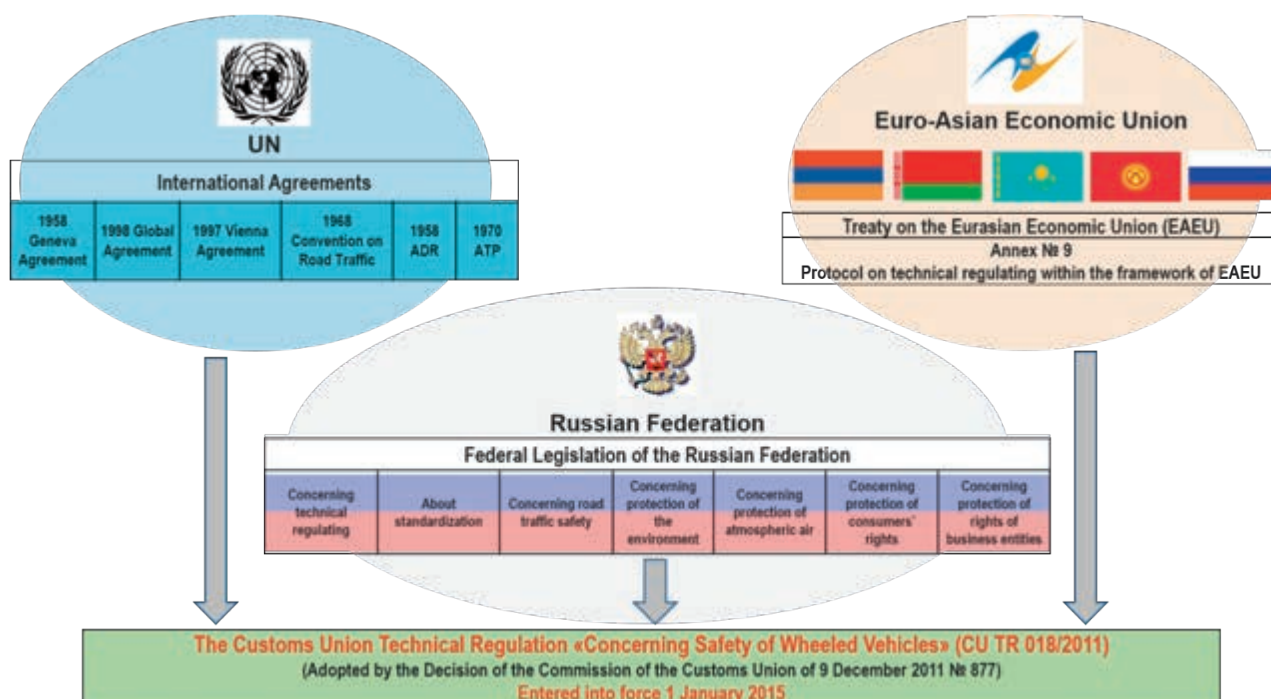 UN
International Agreements
1958
Geneva
Agreement
1998 Global
Agreement
1997 Vienna
Agreement
1968
Convention on
Road Traffic
1958
ADR
1970
ATP
Euro-Asian Economic Union
Treaty on the Eurasian Economic Union (EAEU)
Annex № 9
Protocol on technical regulating within the framework of EAEU
Russian Federation
Federal Legislation of the Russian Federation
Concerning
technical
regulating
About
standardization
Concerning road
traffic safety
Concerning
protection of
the
environment
Concerning
protection of
atmospheric air
Concerning
protection of
consumers'
rights
Concerning
protection of
rights of
business entities
The Customs Union Technical Regulation «Concerning Safety of Wheeled Vehicles» (CU TR 018/2011)
(Adopted by the Decision of the Commission of the Customs Union of 9 December 2011 № 877)
Entered into force 1 January 2015